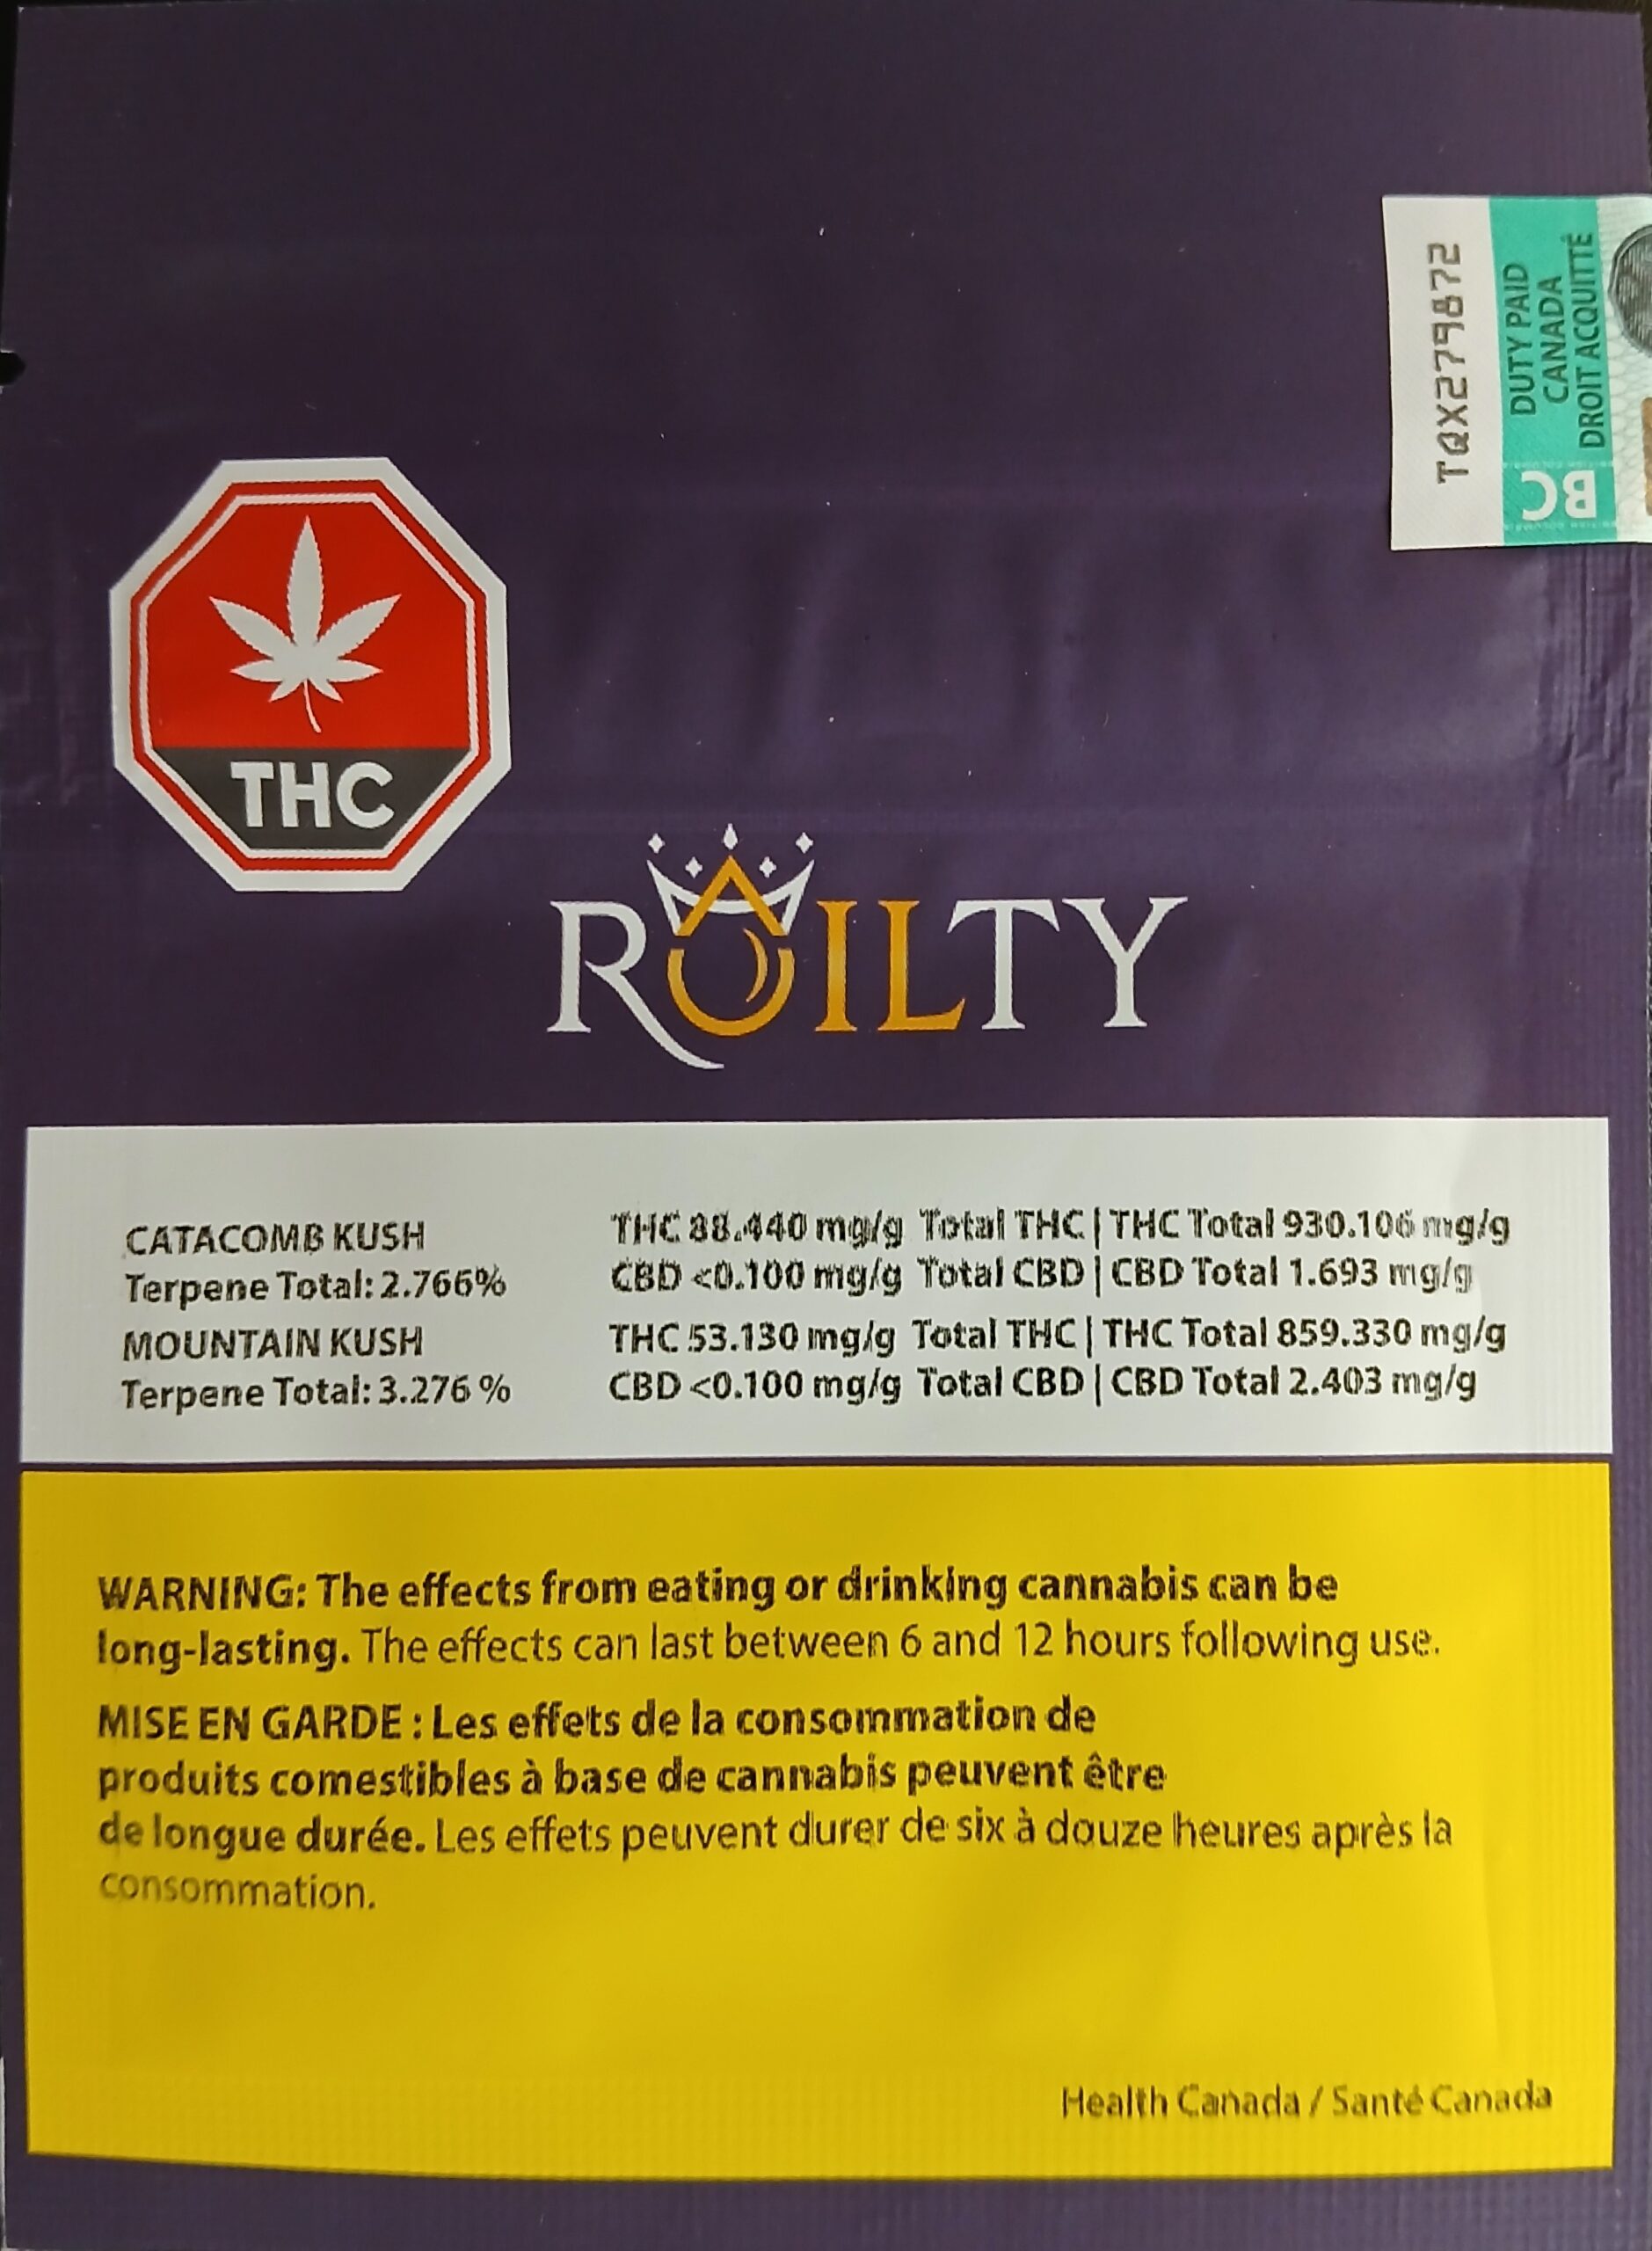 TQX279872
DUTY PAID
CANADA
DROIT ACQUITTÉ
BC
THC
ROILTY
CATACOMB KUSH THC 88.440 mg/g Total THC | THC Total 930.106 mg/g
Terpene Total: 2.766% CBD <0.100 mg/g Total CBD | CBD Total 1.693 mg/g
MOUNTAIN KUSH THC 53.130 mg/g Total THC | THC Total 859.330 mg/g
Terpene Total: 3.276 % CBD <0.100 mg/g Total CBD | CBD Total 2.403 mg/g
WARNING: The effects from eating or drinking cannabis can be
long-lasting. The effects can last between 6 and 12 hours following use.
MISE EN GARDE : Les effets de la consommation de
produits comestibles à base de cannabis peuvent être
de longue durée. Les effets peuvent durer de six à douze heures après la
consommation.
Health Canada / Santé Canada